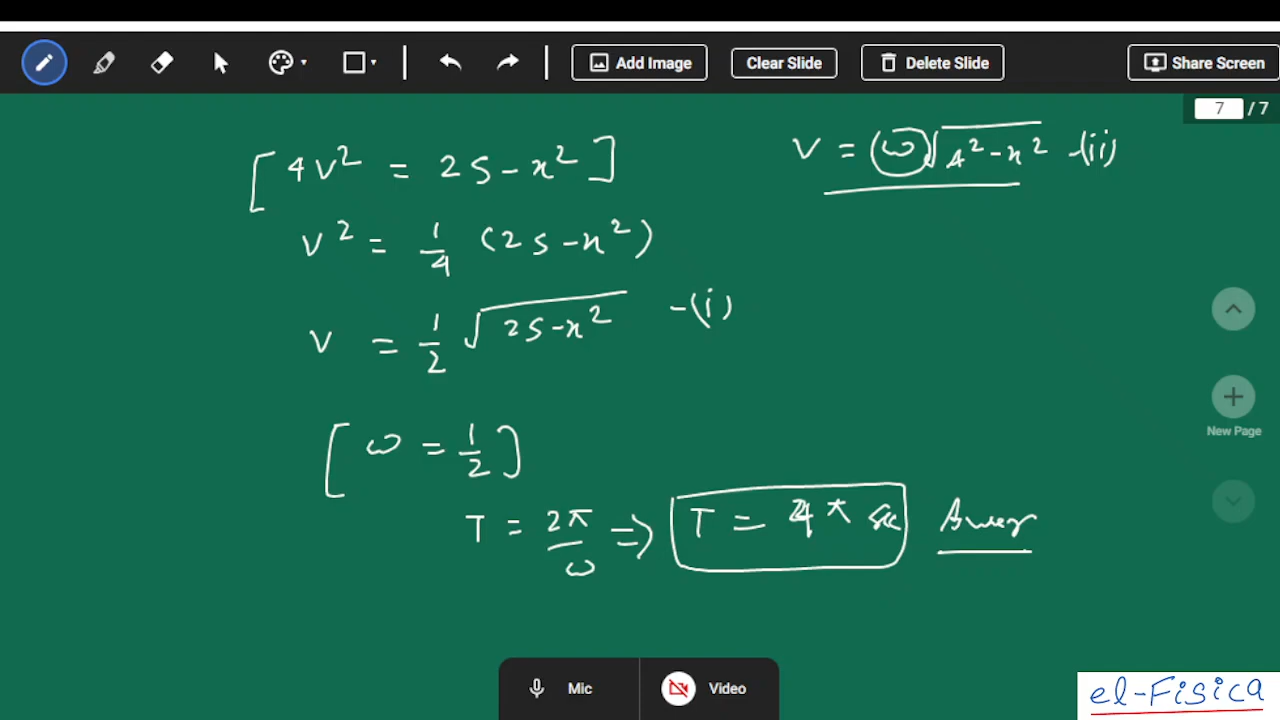 Add Image Clear Slide Delete Slide Share Screen
7 / 7
[4v² = 25-x²]
v = ω√A²-x² -(ii)
v² = 1/4 (25-x²)
v = 1/2 √25-x² -(i)
[ω = 1/2]
T = 2π/ω ⇒ T = 4π sec Answer
New Page
Mic Video
el-Fisica